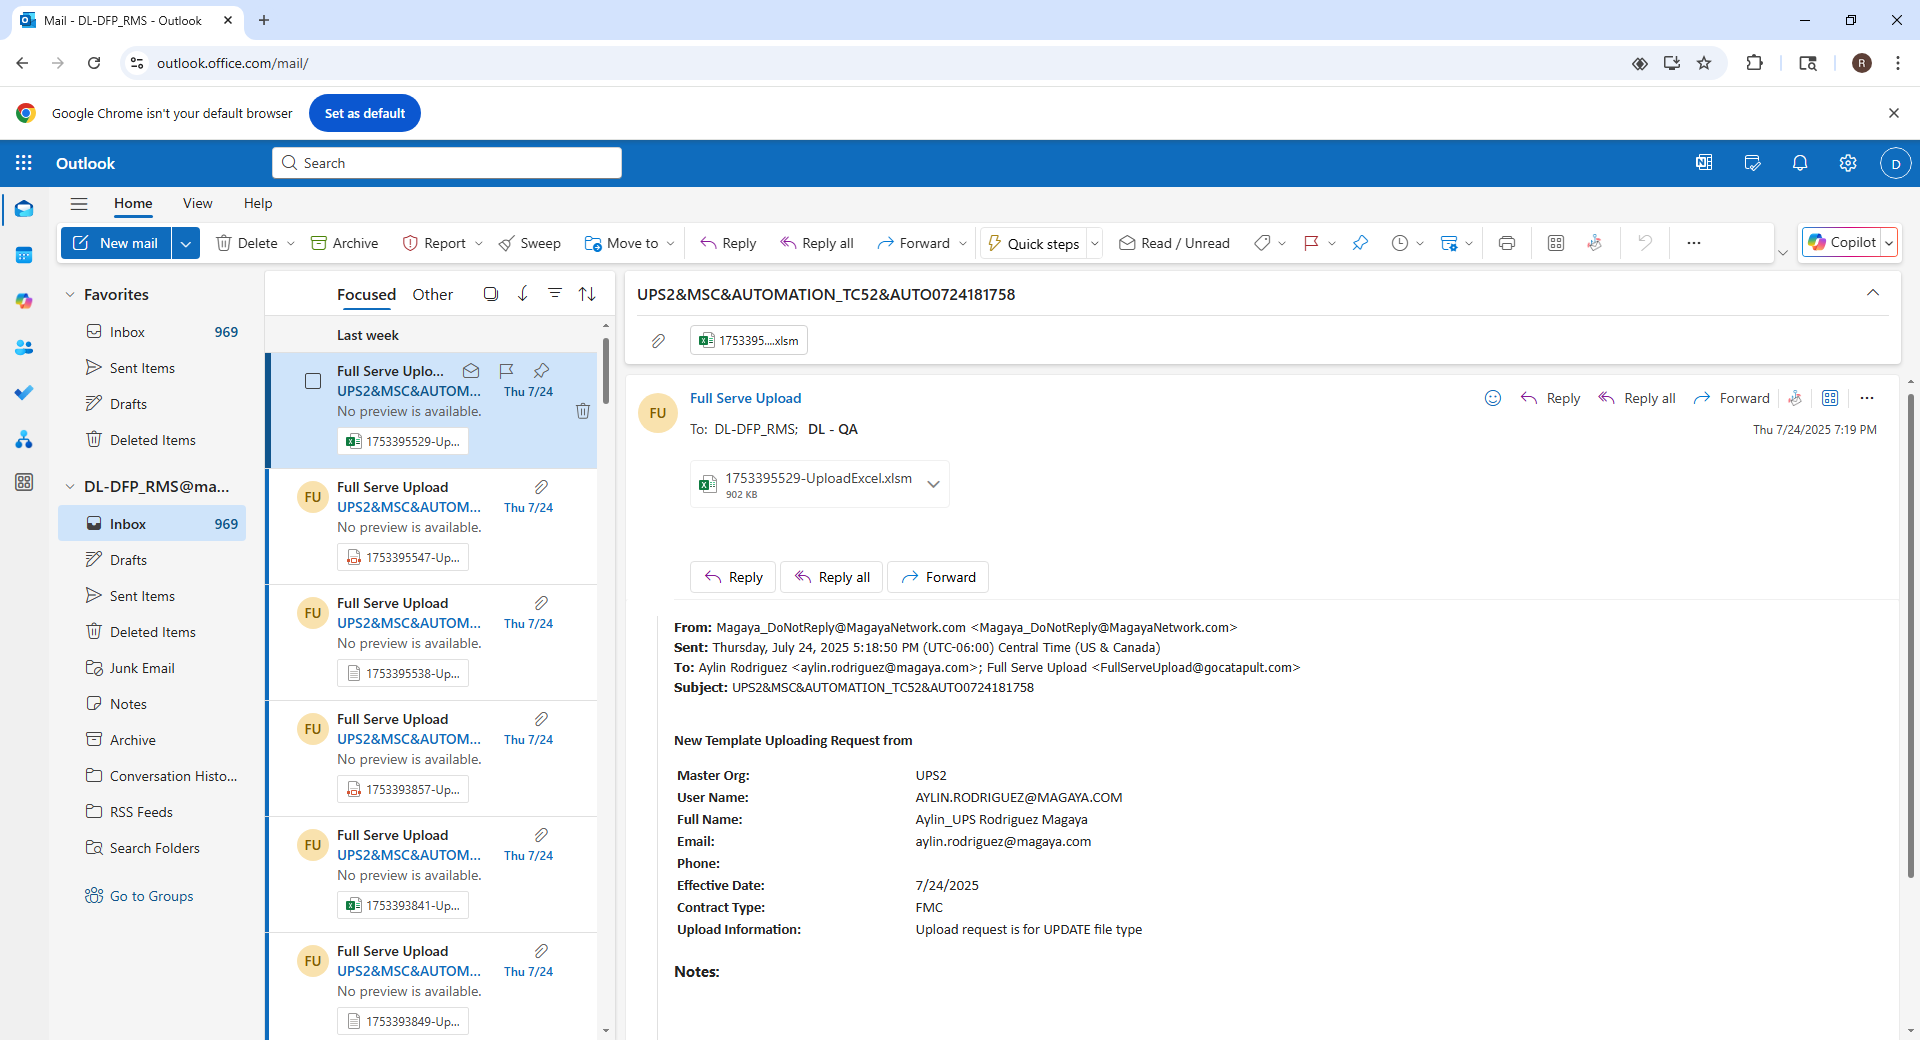 Mail - DL-DFP_RMS - Outlook
outlook.office.com/mail/
R
Google Chrome isn't your default browser
Set as default
Outlook
Search
D
Home
View
Help
New mail
Delete
Archive
Report
Sweep
Move to
Reply
Reply all
Forward
Quick steps
Read / Unread
Copilot
Favorites
Inbox 969
Sent Items
Drafts
Deleted Items
DL-DFP_RMS@ma...
Inbox 969
Drafts
Sent Items
Deleted Items
Junk Email
Notes
Archive
Conversation Histo...
RSS Feeds
Search Folders
Go to Groups
Focused
Other
Last week
Full Serve Uplo...
UPS2&MSC&AUTOM... Thu 7/24
No preview is available.
1753395529-Up...
FU
Full Serve Upload
UPS2&MSC&AUTOM... Thu 7/24
No preview is available.
1753395547-Up...
FU
Full Serve Upload
UPS2&MSC&AUTOM... Thu 7/24
No preview is available.
1753395538-Up...
FU
Full Serve Upload
UPS2&MSC&AUTOM... Thu 7/24
No preview is available.
1753393857-Up...
FU
Full Serve Upload
UPS2&MSC&AUTOM... Thu 7/24
No preview is available.
1753393841-Up...
FU
Full Serve Upload
UPS2&MSC&AUTOM... Thu 7/24
No preview is available.
1753393849-Up...
UPS2&MSC&AUTOMATION_TC52&AUTO0724181758
1753395....xlsm
FU
Full Serve Upload
Reply
Reply all
Forward
To: DL-DFP_RMS; DL - QA
Thu 7/24/2025 7:19 PM
1753395529-UploadExcel.xlsm
902 KB
Reply
Reply all
Forward
From: Magaya_DoNotReply@MagayaNetwork.com <Magaya_DoNotReply@MagayaNetwork.com>
Sent: Thursday, July 24, 2025 5:18:50 PM (UTC-06:00) Central Time (US & Canada)
To: Aylin Rodriguez <aylin.rodriguez@magaya.com>; Full Serve Upload <FullServeUpload@gocatapult.com>
Subject: UPS2&MSC&AUTOMATION_TC52&AUTO0724181758
New Template Uploading Request from
Master Org: UPS2
User Name: AYLIN.RODRIGUEZ@MAGAYA.COM
Full Name: Aylin_UPS Rodriguez Magaya
Email: aylin.rodriguez@magaya.com
Phone:
Effective Date: 7/24/2025
Contract Type: FMC
Upload Information: Upload request is for UPDATE file type
Notes: